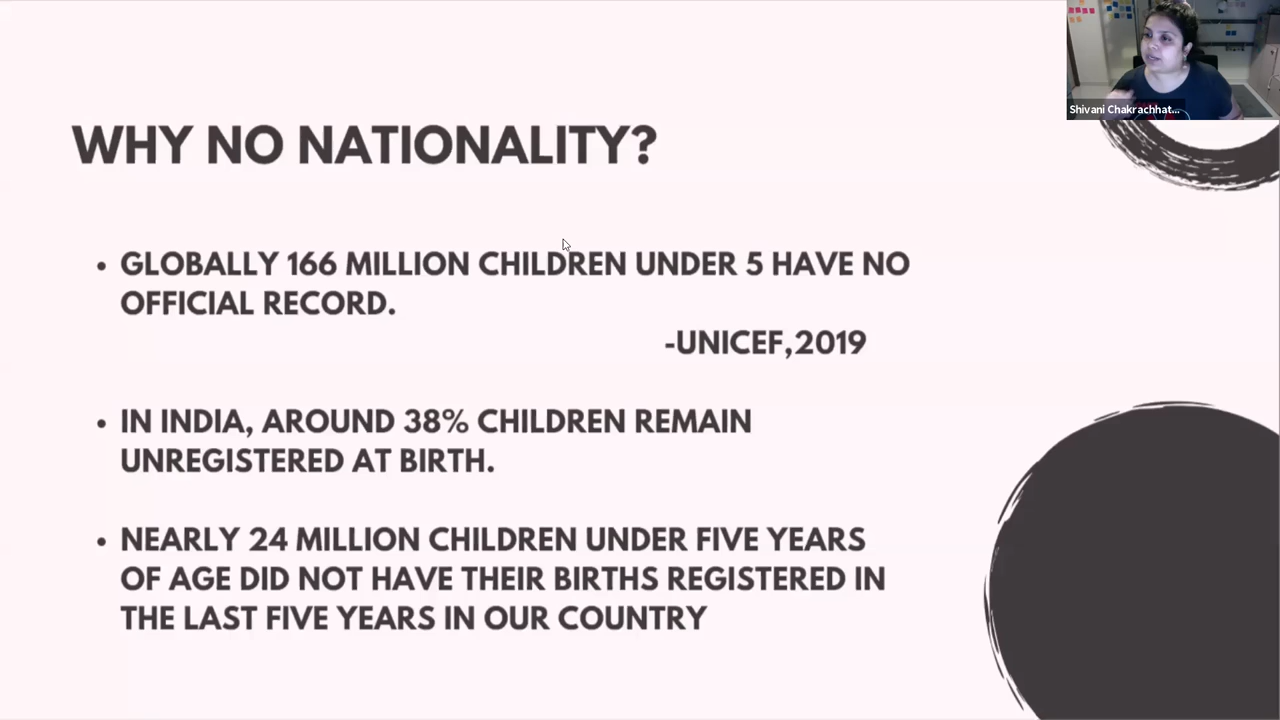 Shivani Chakrachhat...
WHY NO NATIONALITY?
• GLOBALLY 166 MILLION CHILDREN UNDER 5 HAVE NO
OFFICIAL RECORD.
-UNICEF,2019
• IN INDIA, AROUND 38% CHILDREN REMAIN
UNREGISTERED AT BIRTH.
• NEARLY 24 MILLION CHILDREN UNDER FIVE YEARS
OF AGE DID NOT HAVE THEIR BIRTHS REGISTERED IN
THE LAST FIVE YEARS IN OUR COUNTRY